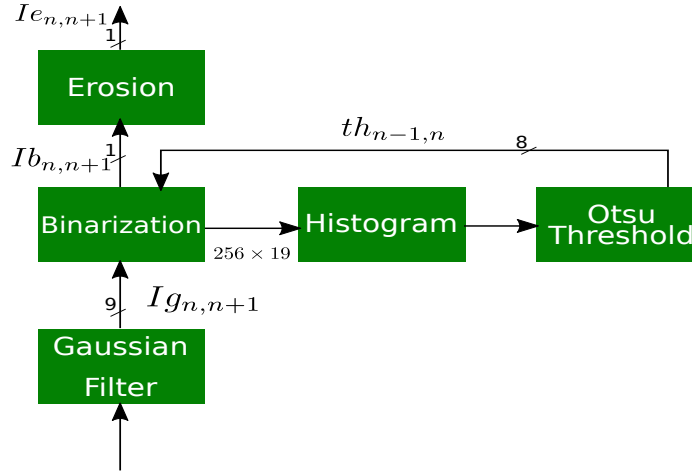 Ie_{n,n+1}
1
Erosion
th_{n-1,n}
8
1
Ib_{n,n+1}
Binarization
Histogram
Otsu
Threshold
256 × 19
9
Ig_{n,n+1}
Gaussian
Filter